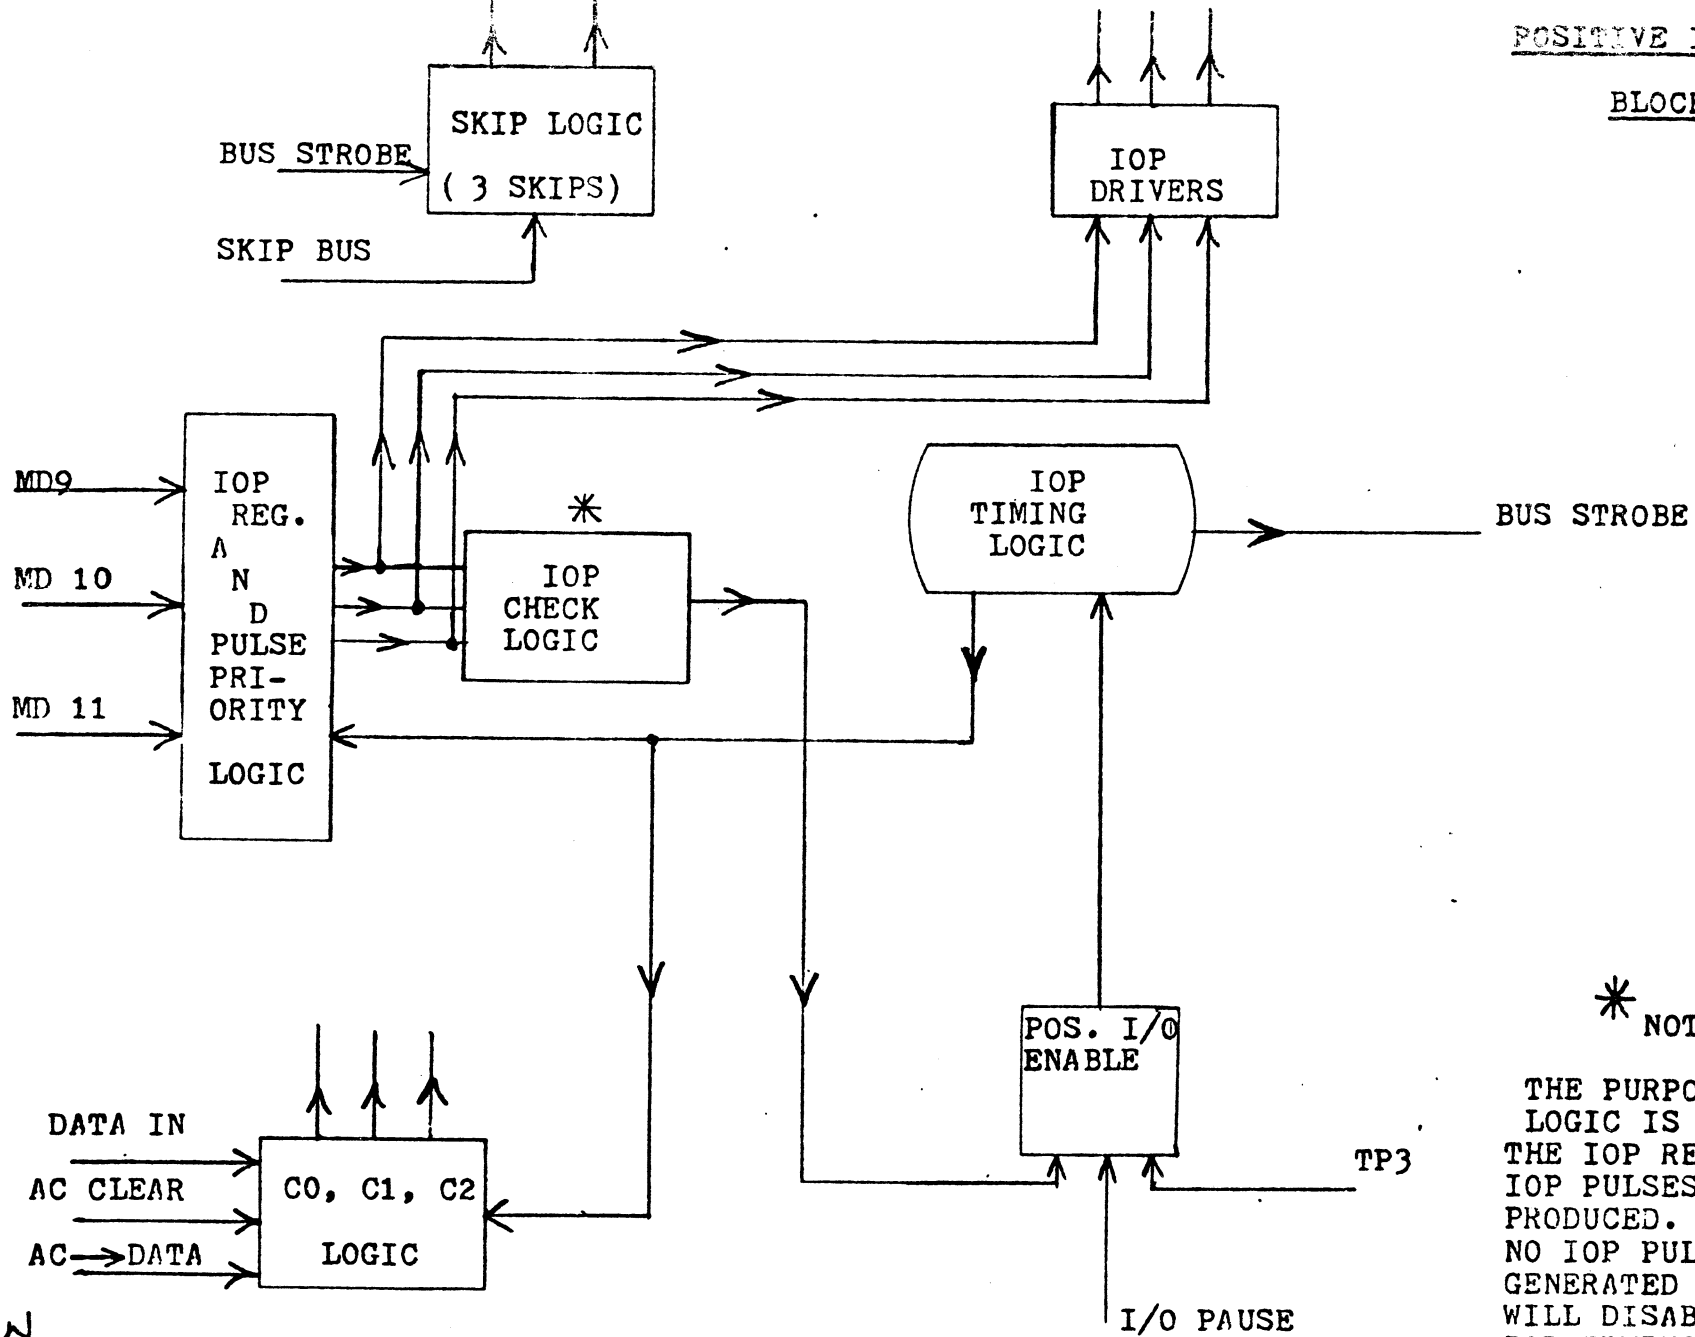 POSITIVE
BLOCK
SKIP LOGIC
( 3 SKIPS)
BUS STROBE
SKIP BUS
IOP
DRIVERS
MD9
MD 10
MD 11
IOP
REG.
A
N
D
PULSE
PRI-
ORITY
LOGIC
*
IOP
CHECK
LOGIC
IOP
TIMING
LOGIC
BUS STROBE
POS. I/O
ENABLE
TP3
I/O PAUSE
DATA IN
AC CLEAR
AC→DATA
C0, C1, C2
LOGIC
* NOT
THE PURPO
LOGIC IS
THE IOP RE
IOP PULSES
PRODUCED.
NO IOP PUL
GENERATED
WILL DISAB